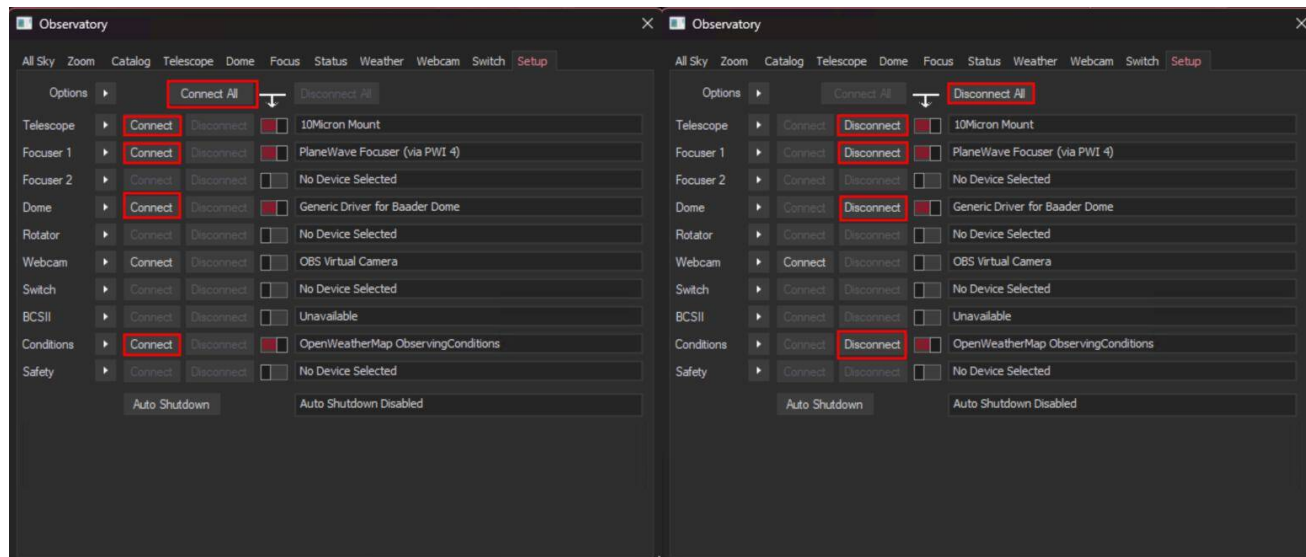 Observatory
All Sky Zoom Catalog Telescope Dome Focus Status Weather Webcam Switch Setup
Options Connect All Disconnect All
Telescope Connect Disconnect 10Micron Mount
Focuser 1 Connect Disconnect PlaneWave Focuser (via PWI 4)
Focuser 2 Connect Disconnect No Device Selected
Dome Connect Disconnect Generic Driver for Baader Dome
Rotator Connect Disconnect No Device Selected
Webcam Connect Disconnect OBS Virtual Camera
Switch Connect Disconnect No Device Selected
BCSII Connect Disconnect Unavailable
Conditions Connect Disconnect OpenWeatherMap ObservingConditions
Safety Connect Disconnect No Device Selected
Auto Shutdown Auto Shutdown Disabled
Observatory
All Sky Zoom Catalog Telescope Dome Focus Status Weather Webcam Switch Setup
Options Connect All Disconnect All
Telescope Connect Disconnect 10Micron Mount
Focuser 1 Connect Disconnect PlaneWave Focuser (via PWI 4)
Focuser 2 Connect Disconnect No Device Selected
Dome Connect Disconnect Generic Driver for Baader Dome
Rotator Connect Disconnect No Device Selected
Webcam Connect Disconnect OBS Virtual Camera
Switch Connect Disconnect No Device Selected
BCSII Connect Disconnect Unavailable
Conditions Connect Disconnect OpenWeatherMap ObservingConditions
Safety Connect Disconnect No Device Selected
Auto Shutdown Auto Shutdown Disabled